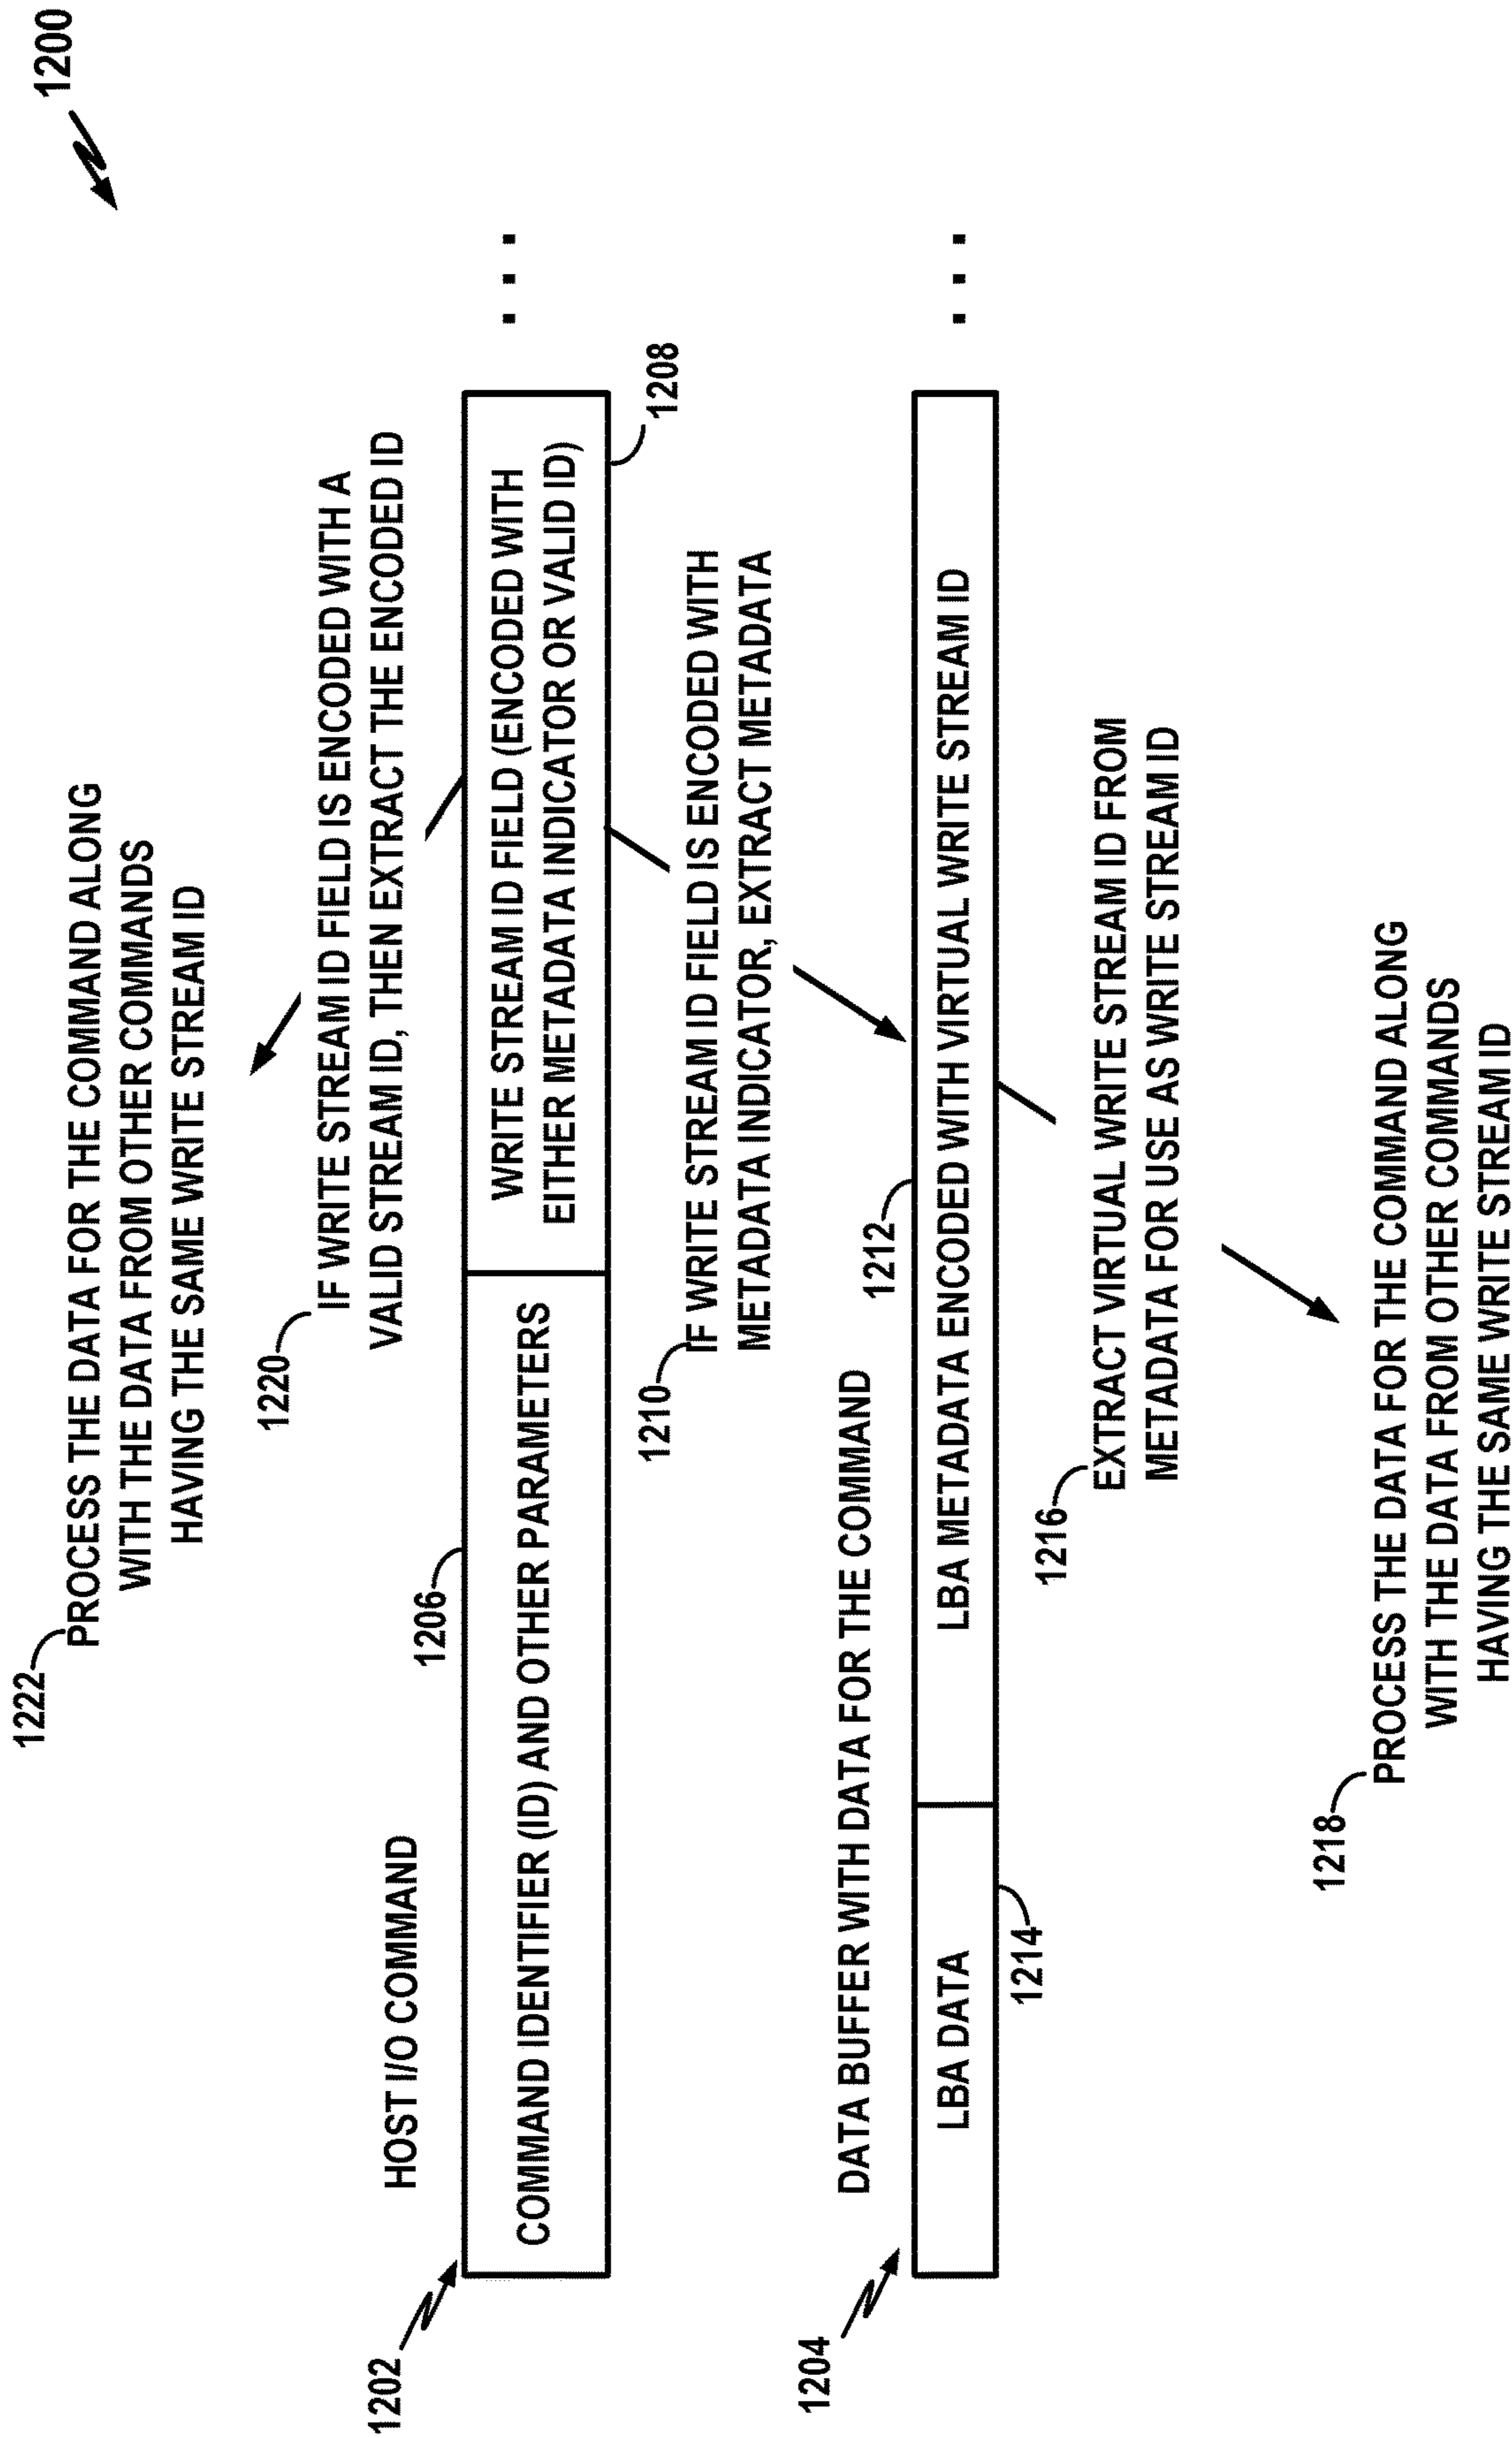 1200
1222
PROCESS THE DATA FOR THE COMMAND ALONG
WITH THE DATA FROM OTHER COMMANDS
HAVING THE SAME WRITE STREAM ID
1220
IF WRITE STREAM ID FIELD IS ENCODED WITH A
VALID STREAM ID, THEN EXTRACT THE ENCODED ID
1202
HOST I/O COMMAND
1206
COMMAND IDENTIFIER (ID) AND OTHER PARAMETERS
WRITE STREAM ID FIELD (ENCODED WITH
EITHER METADATA INDICATOR OR VALID ID)
. . .
1208
1210
IF WRITE STREAM ID FIELD IS ENCODED WITH
METADATA INDICATOR, EXTRACT METADATA
1204
DATA BUFFER WITH DATA FOR THE COMMAND
1212
LBA DATA
LBA METADATA ENCODED WITH VIRTUAL WRITE STREAM ID
. . .
1214
1216
EXTRACT VIRTUAL WRITE STREAM ID FROM
METADATA FOR USE AS WRITE STREAM ID
1218
PROCESS THE DATA FOR THE COMMAND ALONG
WITH THE DATA FROM OTHER COMMANDS
HAVING THE SAME WRITE STREAM ID